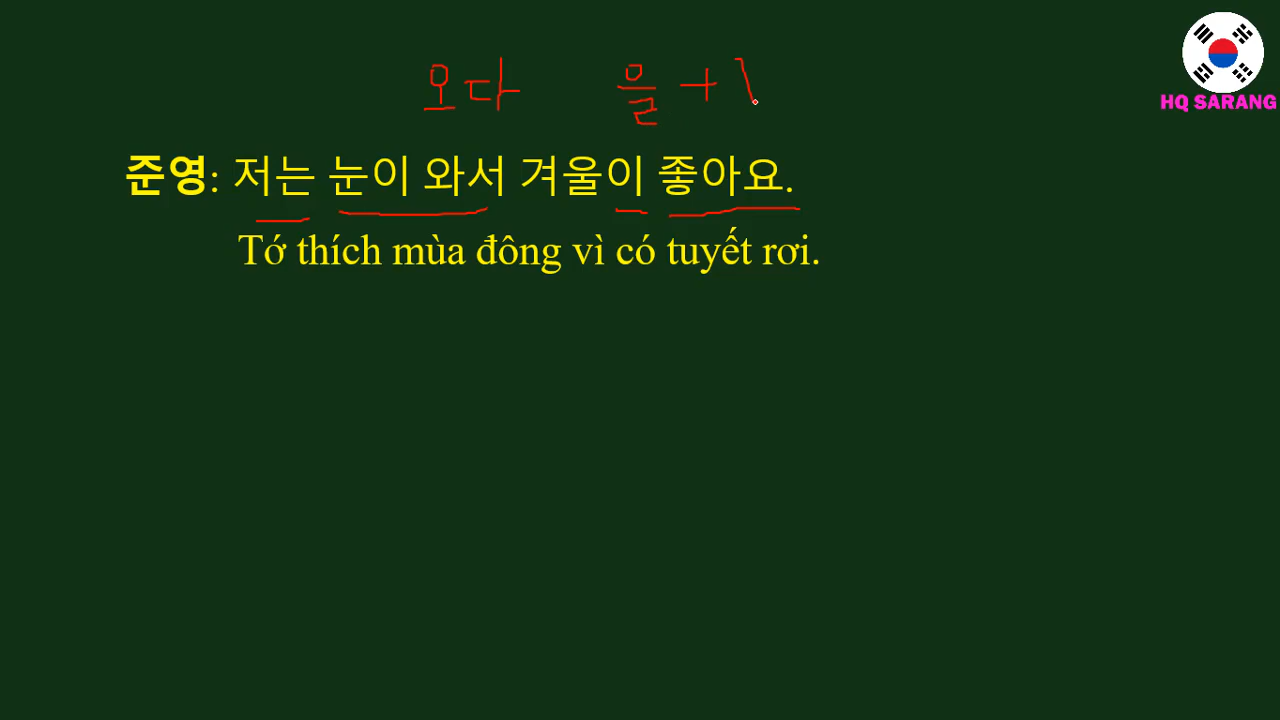 오다 을 + \
HQ SARANG
준영: 저는 눈이 와서 겨울이 좋아요.
Tớ thích mùa đông vì có tuyết rơi.